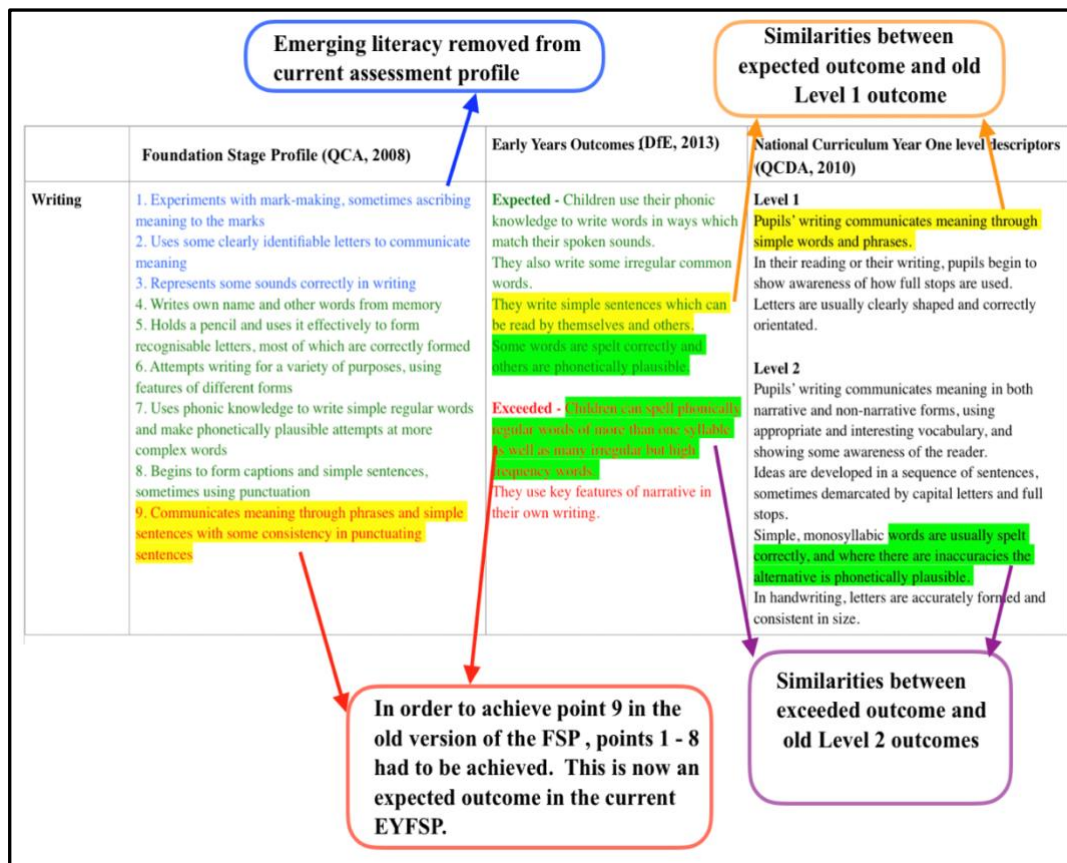 Emerging literacy removed from
current assessment profile
Similarities between
expected outcome and old
Level 1 outcome
Foundation Stage Profile (QCA, 2008)
Early Years Outcomes (DfE, 2013)
National Curriculum Year One level descriptors
(QCDA, 2010)
Writing
1. Experiments with mark-making, sometimes ascribing
meaning to the marks
2. Uses some clearly identifiable letters to communicate
meaning
3. Represents some sounds correctly in writing
4. Writes own name and other words from memory
5. Holds a pencil and uses it effectively to form
recognisable letters, most of which are correctly formed
6. Attempts writing for a variety of purposes, using
features of different forms
7. Uses phonic knowledge to write simple regular words
and make phonetically plausible attempts at more
complex words
8. Begins to form captions and simple sentences,
sometimes using punctuation
9. Communicates meaning through phrases and simple
sentences with some consistency in punctuating
sentences
Expected - Children use their phonic
knowledge to write words in ways which
match their spoken sounds.
They also write some irregular common
words.
They write simple sentences which can
be read by themselves and others.
Some words are spelt correctly and
others are phonetically plausible.
Exceeded - Children can spell phonically
regular words of more than one syllable
as well as many irregular but high
frequency words.
They use key features of narrative in
their own writing.
Level 1
Pupils' writing communicates meaning through
simple words and phrases.
In their reading or their writing, pupils begin to
show awareness of how full stops are used.
Letters are usually clearly shaped and correctly
orientated.
Level 2
Pupils' writing communicates meaning in both
narrative and non-narrative forms, using
appropriate and interesting vocabulary, and
showing some awareness of the reader.
Ideas are developed in a sequence of sentences,
sometimes demarcated by capital letters and full
stops.
Simple, monosyllabic words are usually spelt
correctly, and where there are inaccuracies the
alternative is phonetically plausible.
In handwriting, letters are accurately formed and
consistent in size.
In order to achieve point 9 in the
old version of the FSP , points 1 - 8
had to be achieved. This is now an
expected outcome in the current
EYFSP.
Similarities between
exceeded outcome and
old Level 2 outcomes